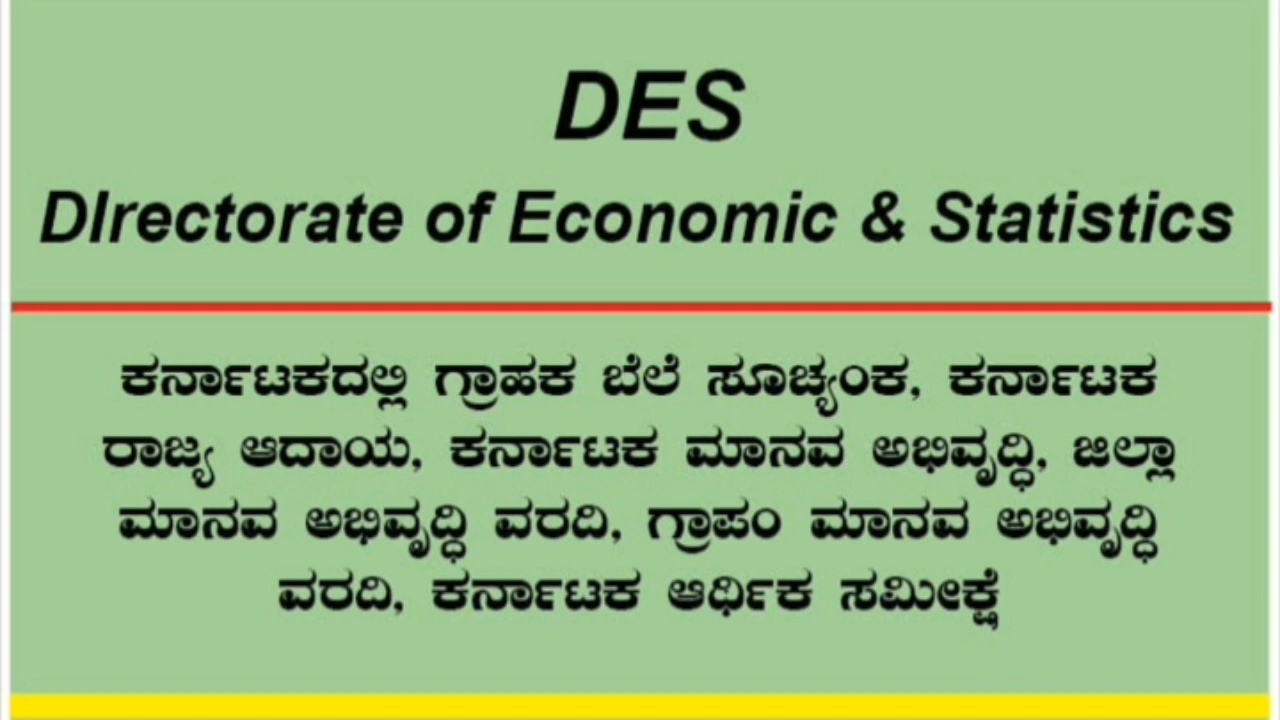 DES
DIrectorate of Economic & Statistics
ಕರ್ನಾಟಕದಲ್ಲಿ ಗ್ರಾಹಕ ಬೆಲೆ ಸೂಚ್ಯಂಕ, ಕರ್ನಾಟಕ
ರಾಜ್ಯ ಆದಾಯ, ಕರ್ನಾಟಕ ಮಾನವ ಅಭಿವೃದ್ಧಿ, ಜಿಲ್ಲಾ
ಮಾನವ ಅಭಿವೃದ್ಧಿ ವರದಿ, ಗ್ರಾಪಂ ಮಾನವ ಅಭಿವೃದ್ಧಿ
ವರದಿ, ಕರ್ನಾಟಕ ಆರ್ಥಿಕ ಸಮೀಕ್ಷೆ